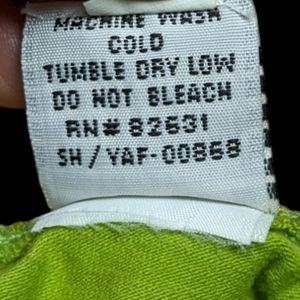 MACHINE WASH
COLD
TUMBLE DRY LOW
DO NOT BLEACH
RN# 82631
SH/YAF-00868